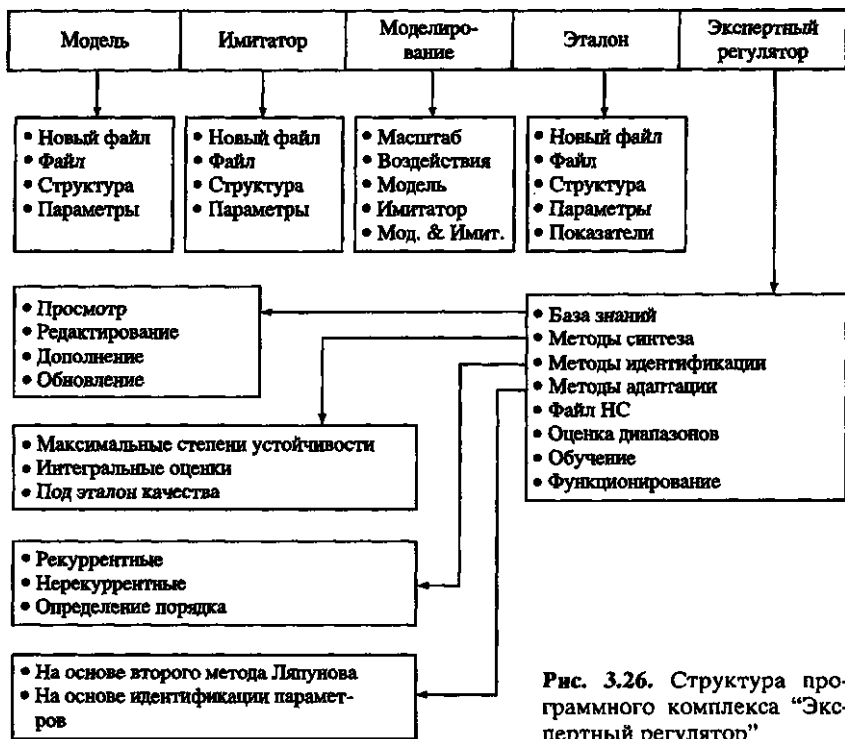 Модель
Имитатор
Моделиро-
вание
Эталон
Экспертный
регулятор
• Новый файл
• Файл
• Структура
• Параметры
• Новый файл
• Файл
• Структура
• Параметры
• Масштаб
• Воздействия
• Модель
• Имитатор
• Мод. & Имит.
• Новый файл
• Файл
• Структура
• Параметры
• Показатели
• Просмотр
• Редактирование
• Дополнение
• Обновление
• База знаний
• Методы синтеза
• Методы идентификации
• Методы адаптации
• Файл НС
• Оценка диапазонов
• Обучение
• Функционирование
• Максимальные степени устойчивости
• Интегральные оценки
• Под эталон качества
• Рекуррентные
• Нерекуррентные
• Определение порядка
• На основе второго метода Ляпунова
• На основе идентификации парамет-
ров
Рис. 3.26. Структура про-
граммного комплекса “Экс-
пертный регулятор”